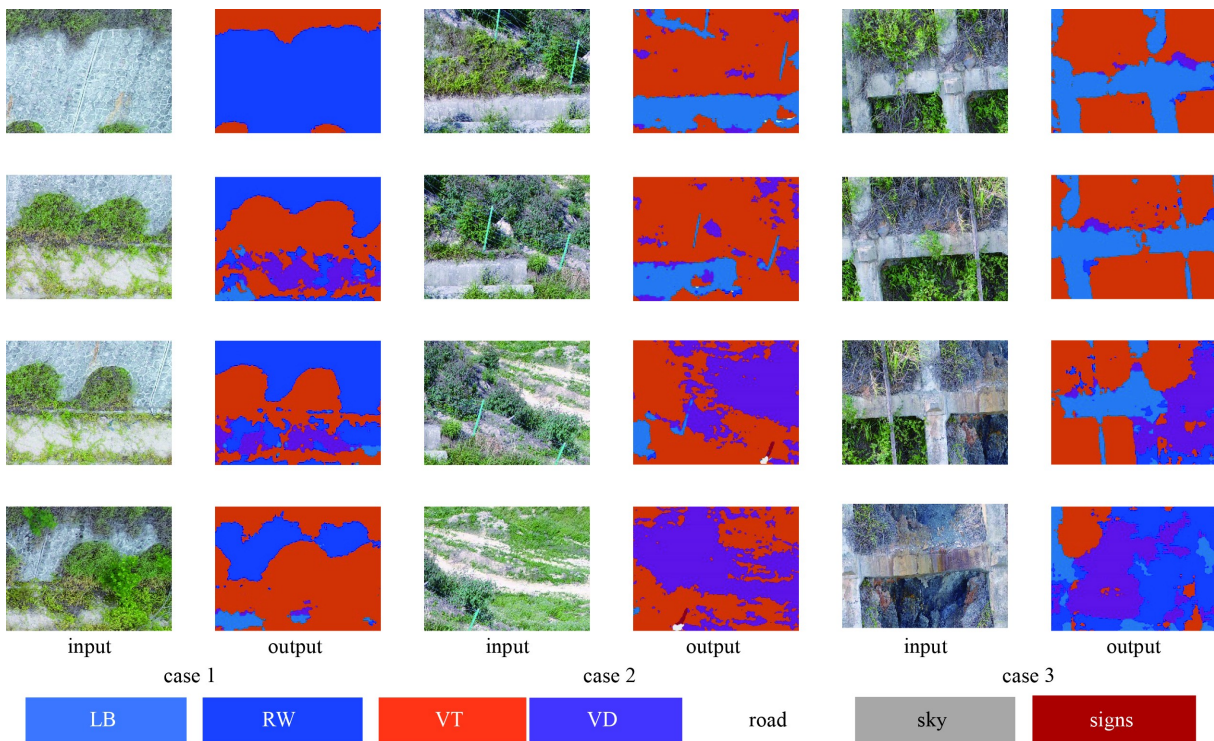 input output input output input output
case 1 case 2 case 3
LB RW VT VD road sky signs